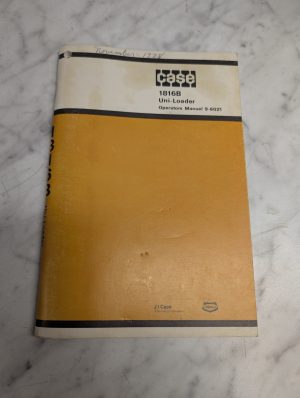 November - 1978
case
1816B
Uni-Loader
Operators Manual 9-6021
J I Case